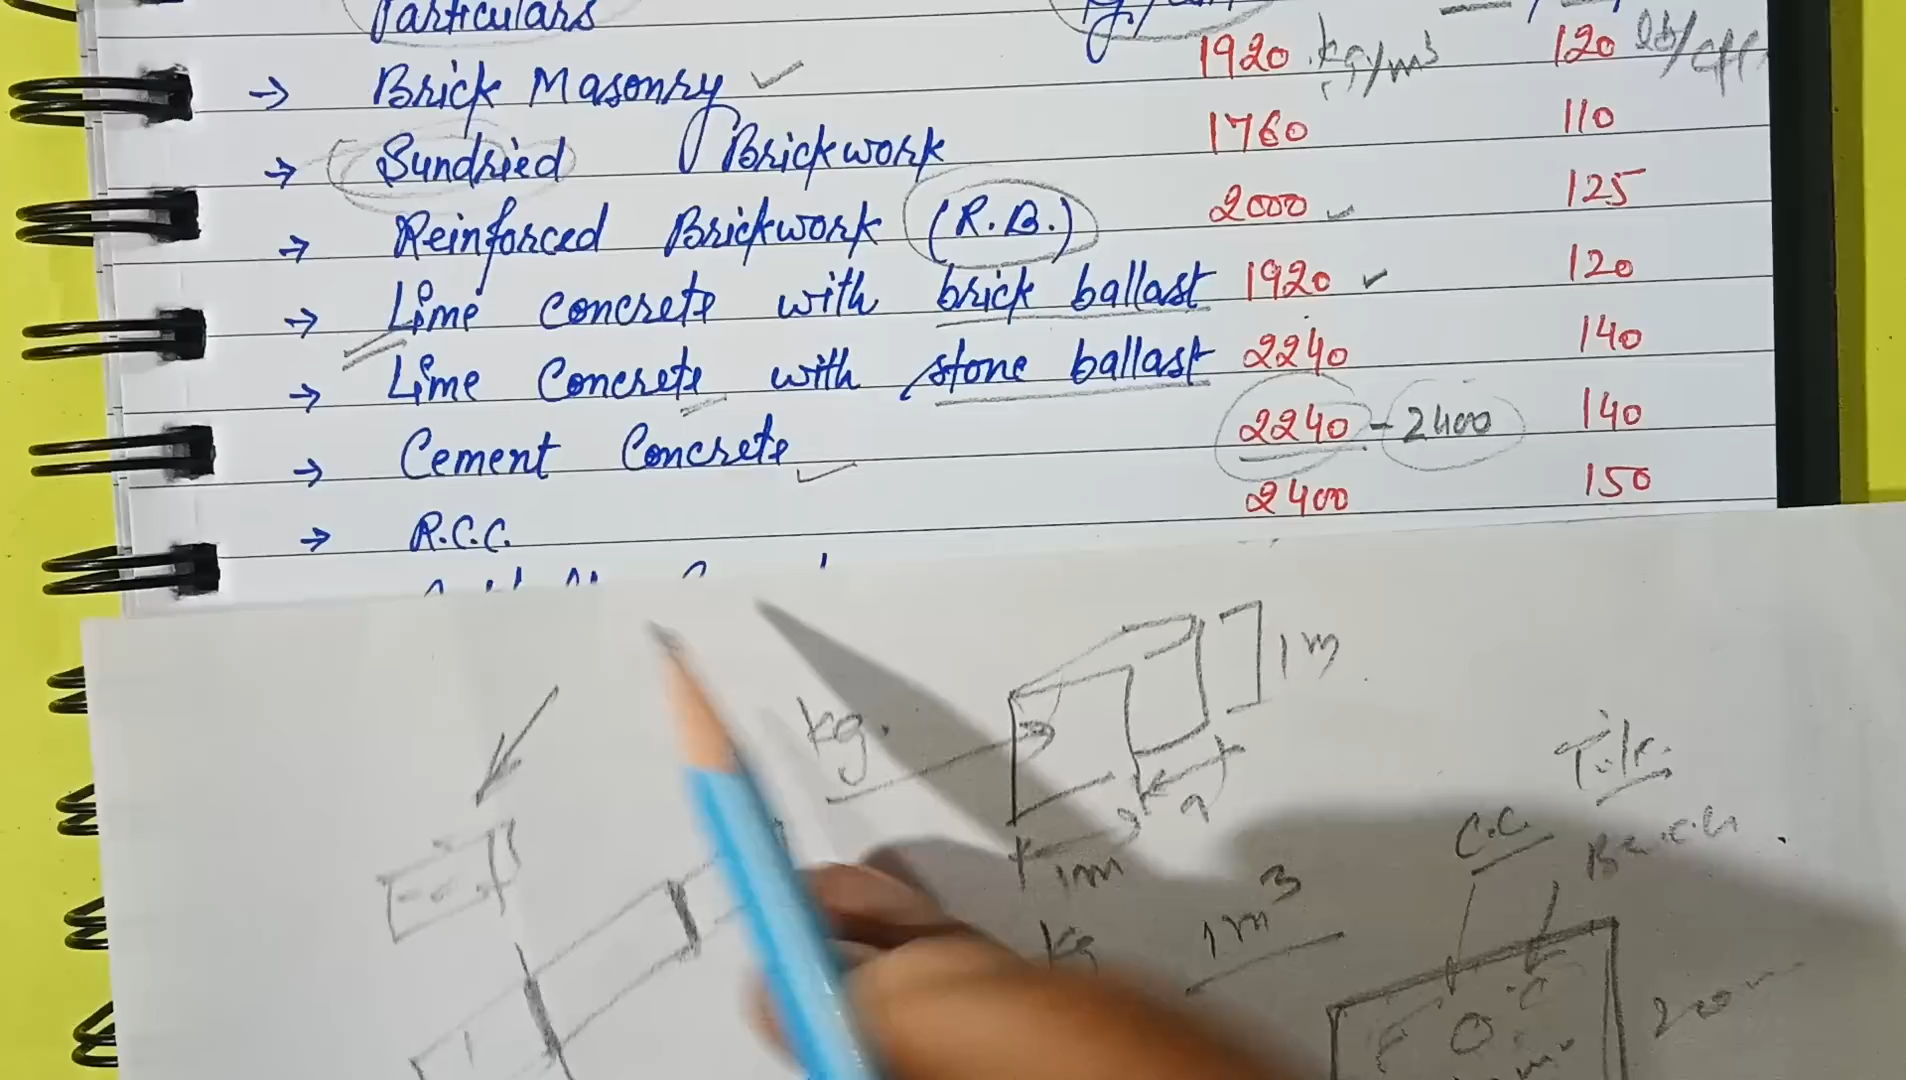 Particulars
→ Brick Masonry ✓ 1920 kg/m³ 120 lb/cft
→ Sundried Brickwork 1760 110
→ Reinforced Brickwork (R.B.) 2000 ✓ 125
→ Lime Concrete with brick ballast 1920 ✓ 120
→ Lime Concrete with stone ballast 2240 140
→ Cement Concrete ✓ 2240 - 2400 140
→ R.C.C. 2400 150
1m
kg.
1m
1m³
kg
C.C.